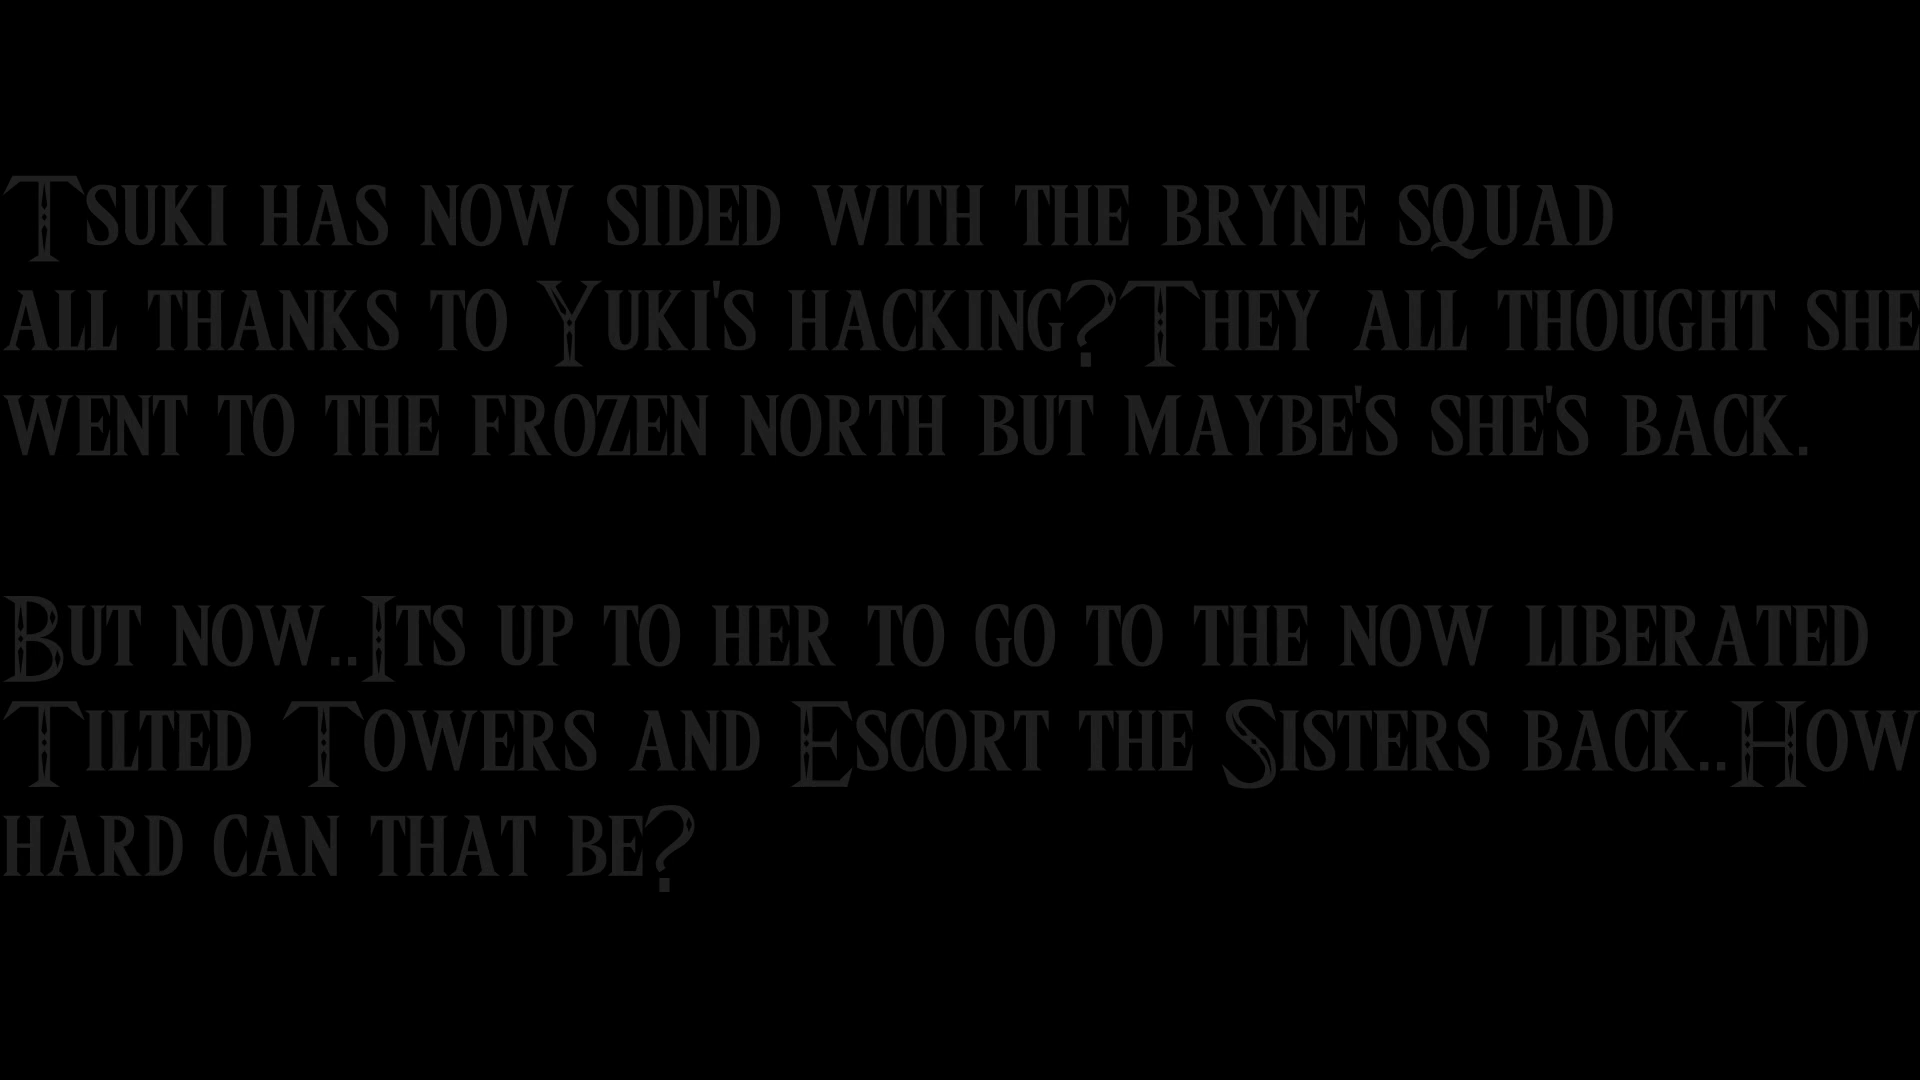 Tsuki has now sided with the bryne squad
all thanks to Yuki's hacking?They all thought she
went to the frozen north but maybe's she's back.
But now..Its up to her to go to the now liberated
Tilted Towers and Escort the Sisters back..How
hard can that be?